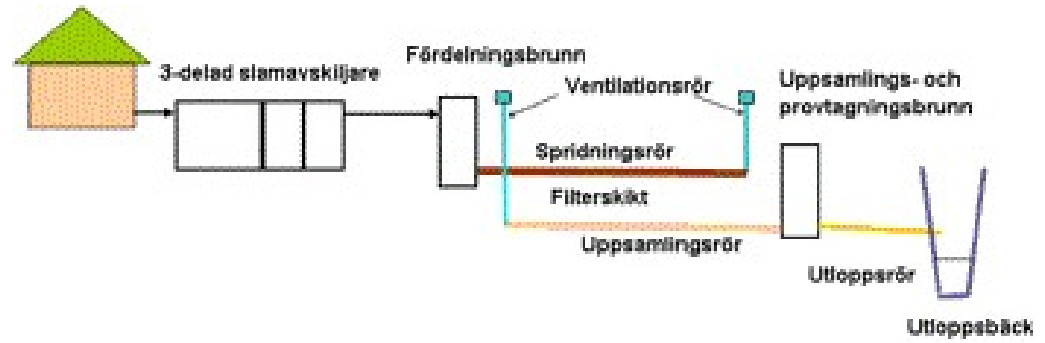 3-delad slamavskiljare
Fördelningsbrunn
Ventilationsrör
Uppsamlings- och
provtagningsbrunn
Spridningsrör
Filterskikt
Uppsamlingsrör
Utloppsrör
Utloppsbäck